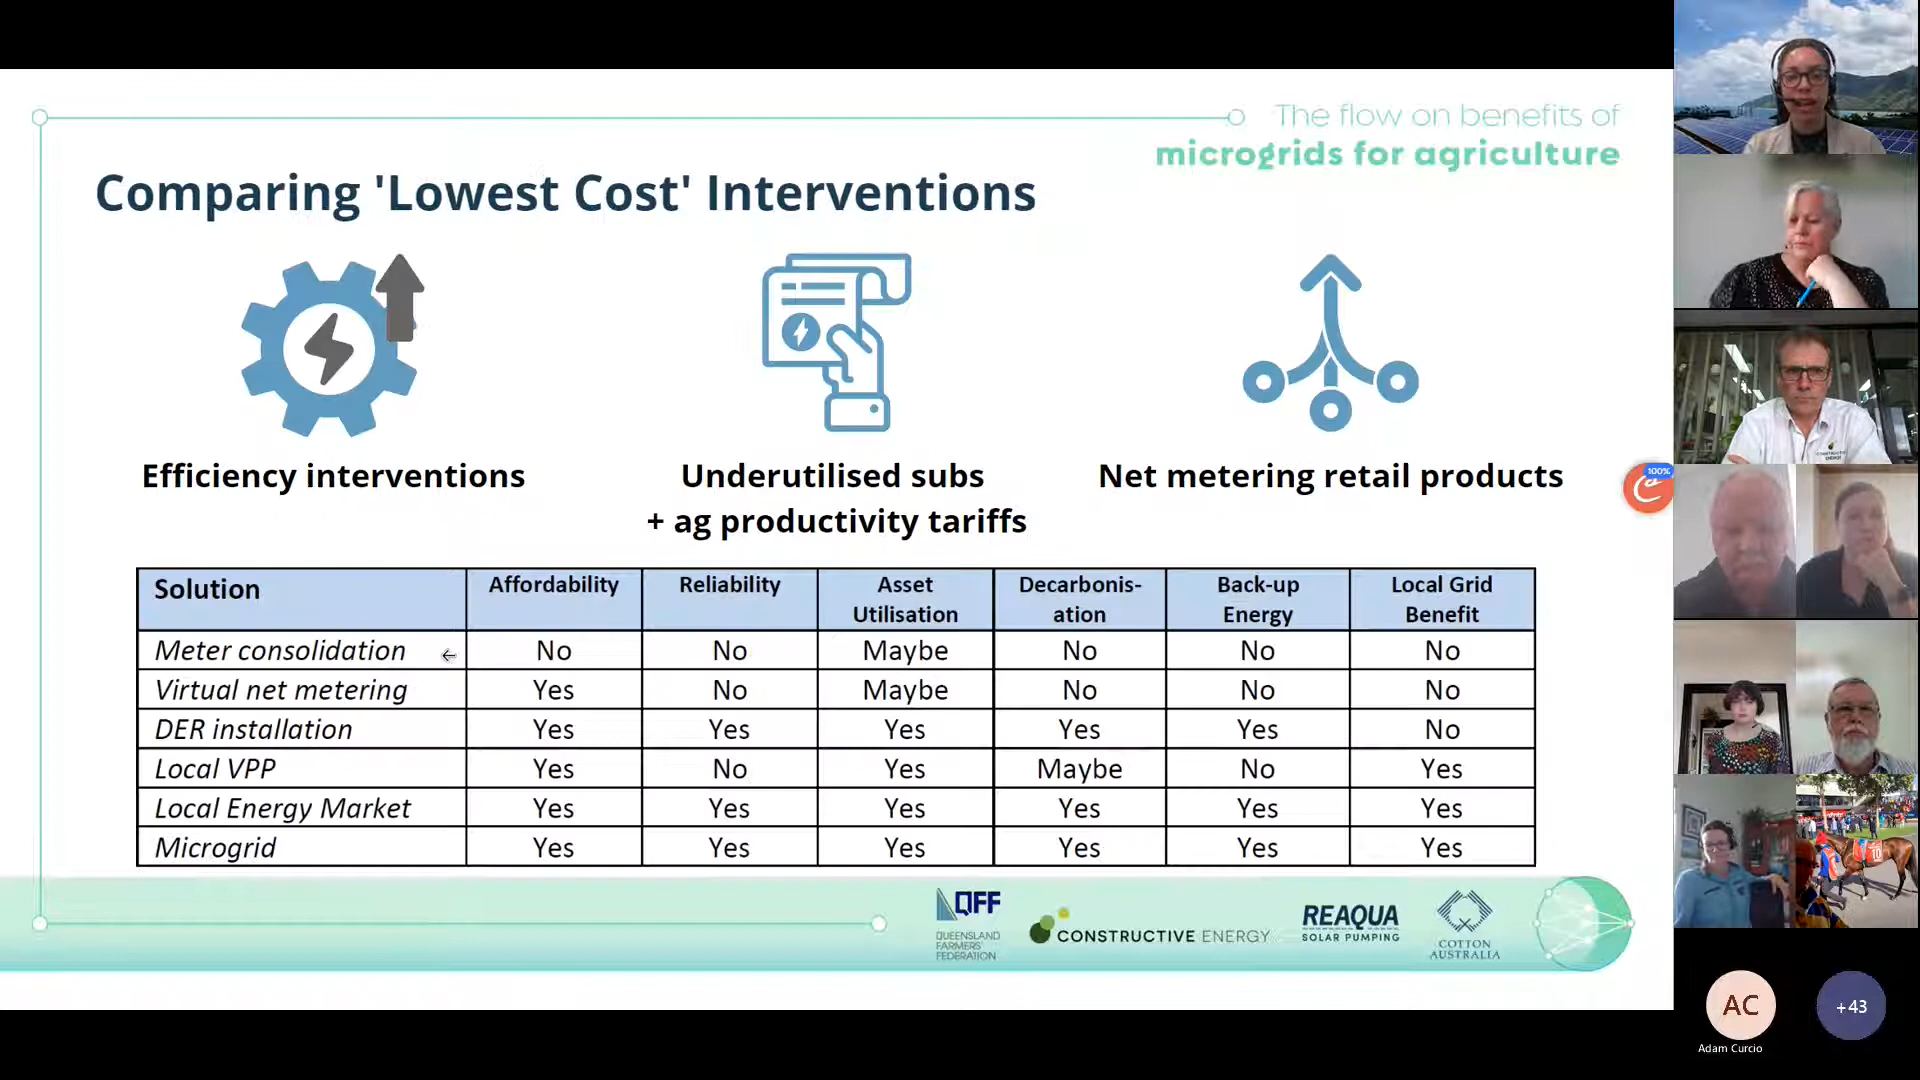 The flow on benefits of
microgrids for agriculture
Comparing 'Lowest Cost' Interventions
Efficiency interventions
Underutilised subs
+ ag productivity tariffs
Net metering retail products
100%
Solution Affordability Reliability Asset Utilisation Decarbonis-ation Back-up Energy Local Grid Benefit
Meter consolidation No No Maybe No No No
Virtual net metering Yes No Maybe No No No
DER installation Yes Yes Yes Yes Yes No
Local VPP Yes No Yes Maybe No Yes
Local Energy Market Yes Yes Yes Yes Yes Yes
Microgrid Yes Yes Yes Yes Yes Yes
QFF
QUEENSLAND
FARMERS'
FEDERATION
CONSTRUCTIVE ENERGY
REAQUA
SOLAR PUMPING
COTTON
AUSTRALIA
CONSTRUCTIVE
ENERGY
10
AC
Adam Curcio
+43